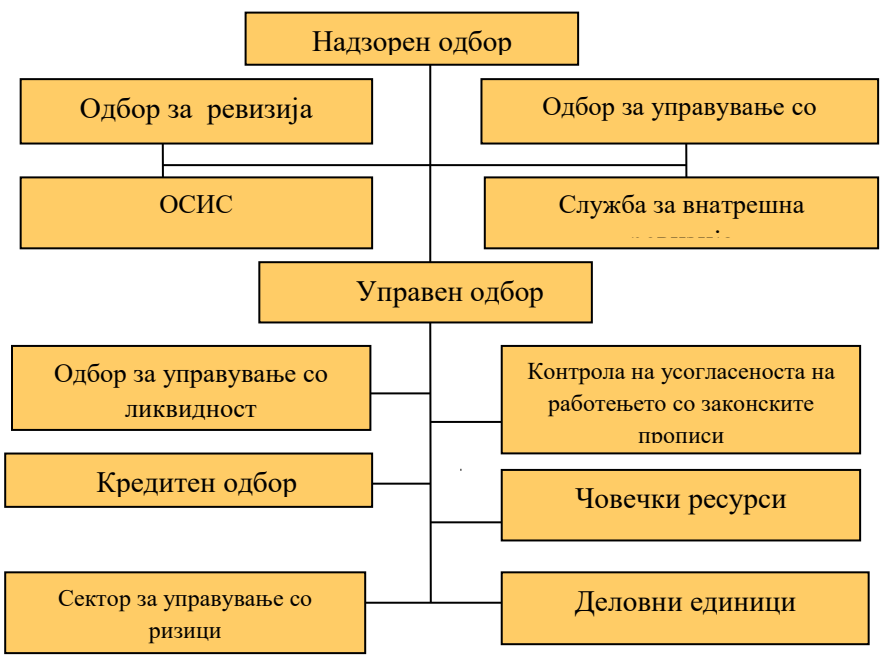 Надзорен одбор
Одбор за ревизија
Одбор за управување со
ОСИС
Служба за внатрешна
Управен одбор
Одбор за управување со
ликвидност
Контрола на усогласеноста на
работењето со законските
прописи
Кредитен одбор
Човечки ресурси
Сектор за управување со
ризици
Деловни единици